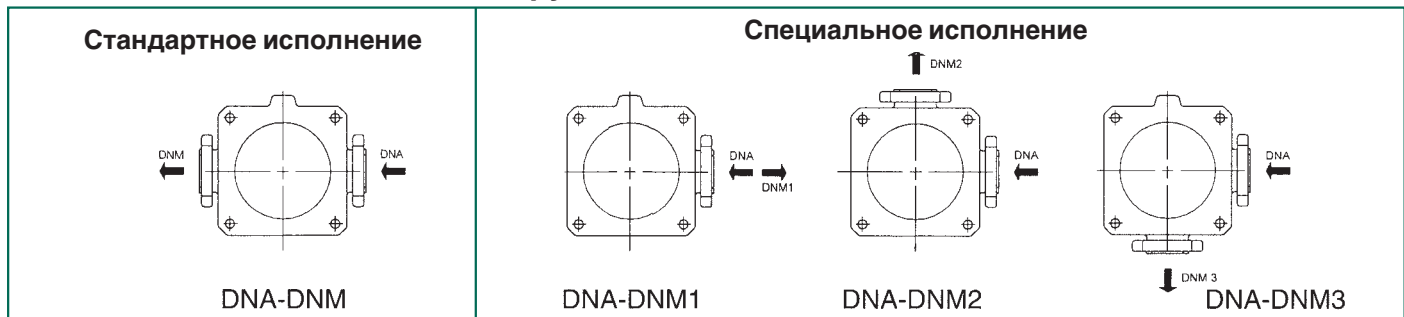 Стандартное исполнение
Специальное исполнение
DNM
DNA
DNA-DNM
DNA
DNM1
DNA-DNM1
DNM2
DNA
DNA-DNM2
DNA
DNM 3
DNA-DNM3